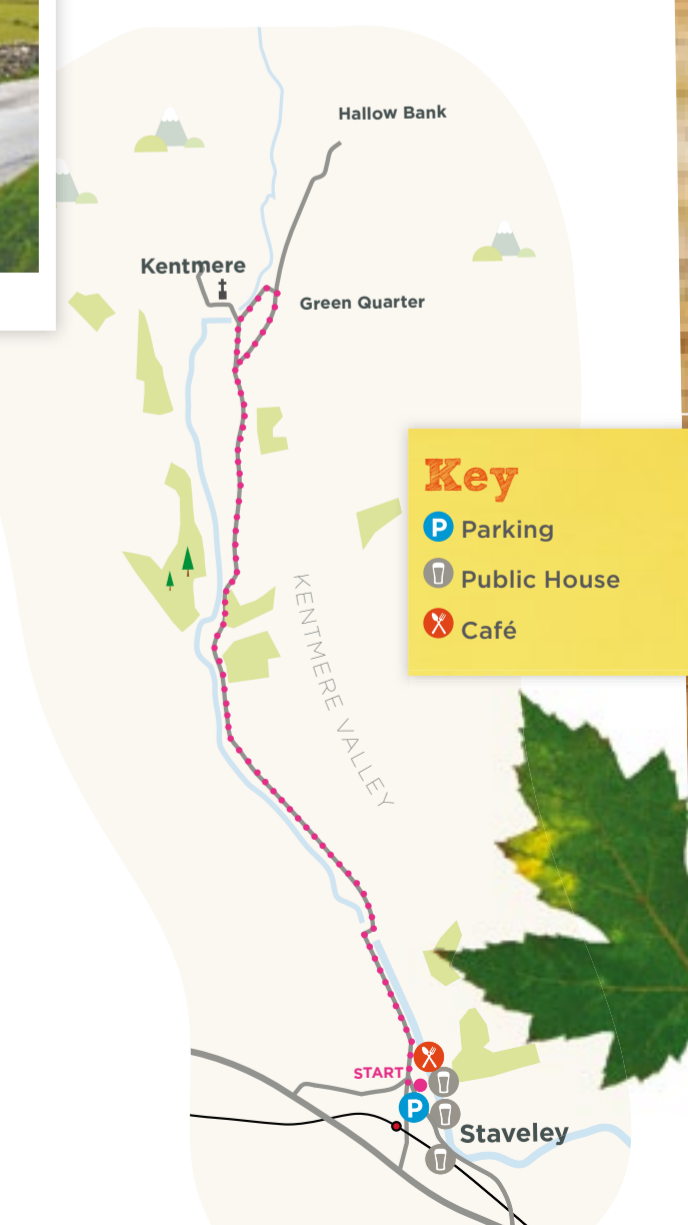 Hallow Bank
Kentmere
Green Quarter
Key
P Parking
Public House
Café
KENTMERE VALLEY
START
P
Staveley